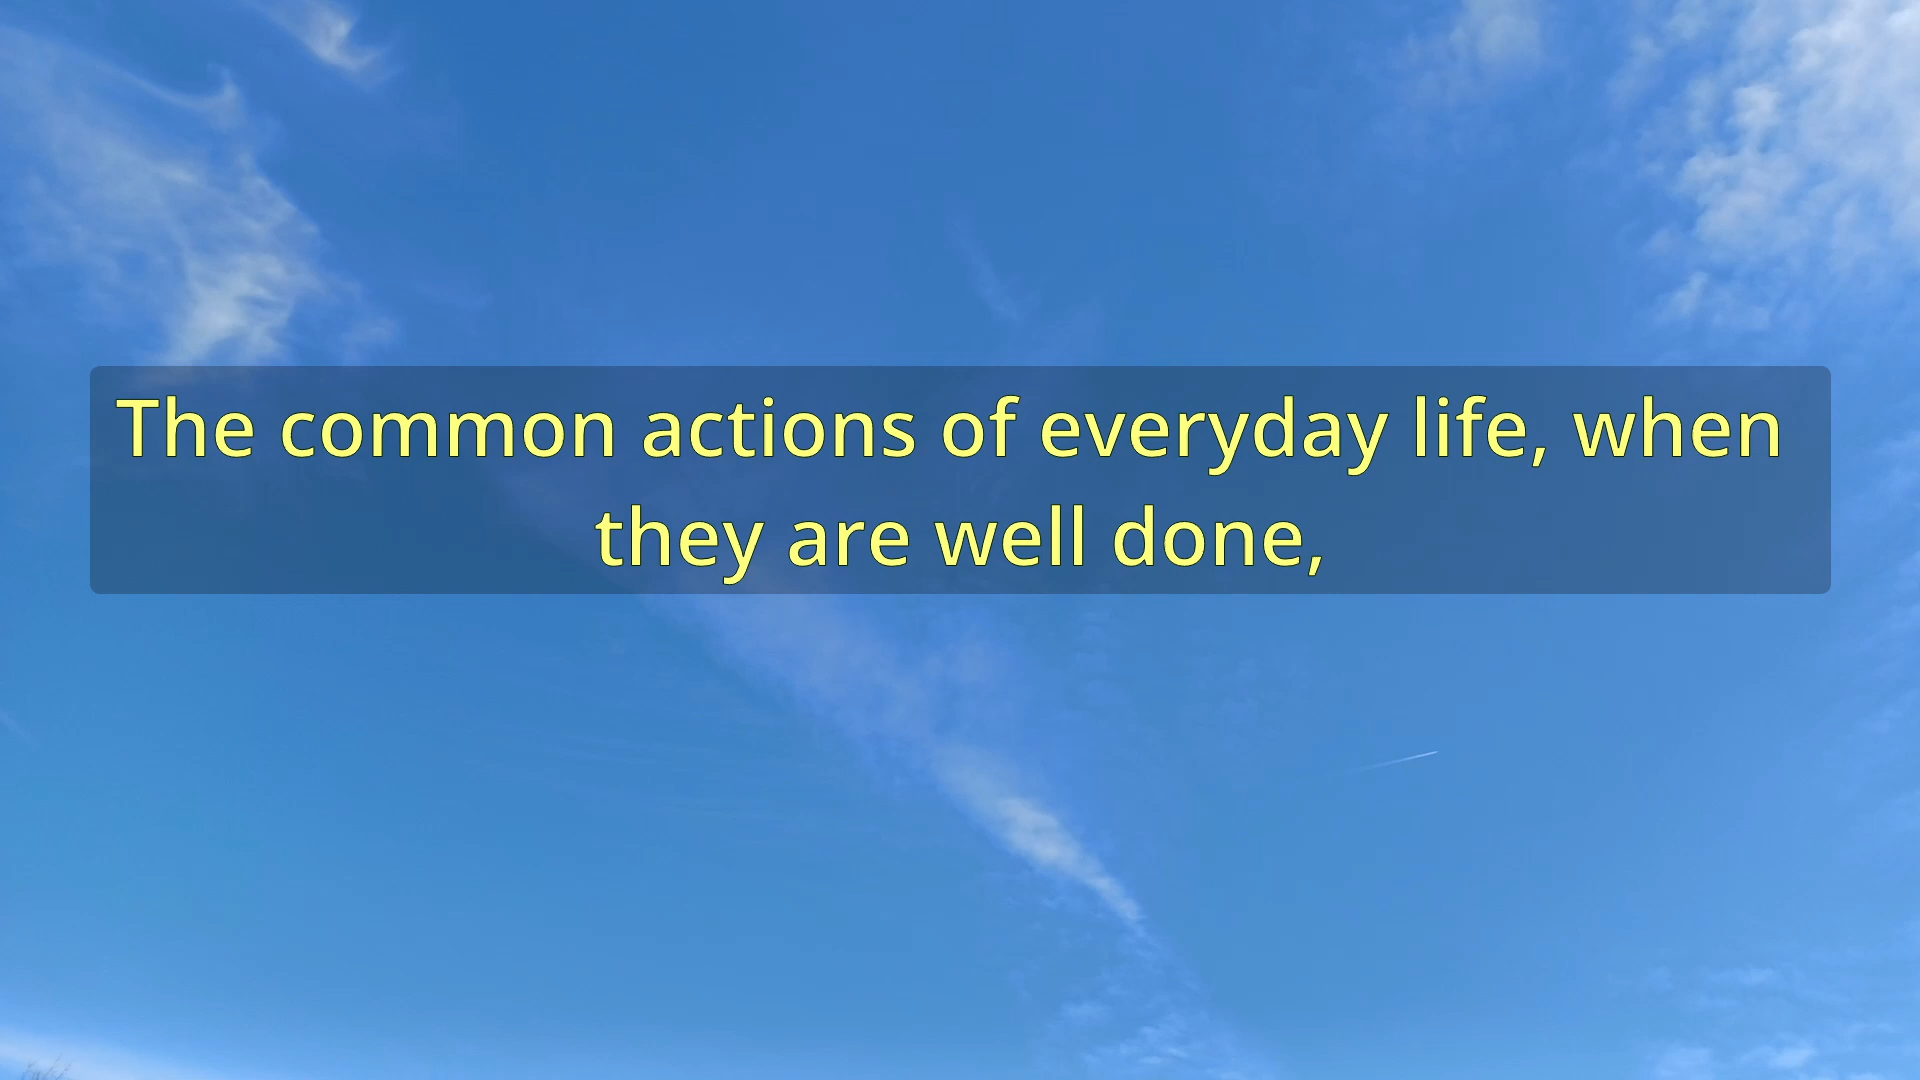 The common actions of everyday life, when
they are well done,